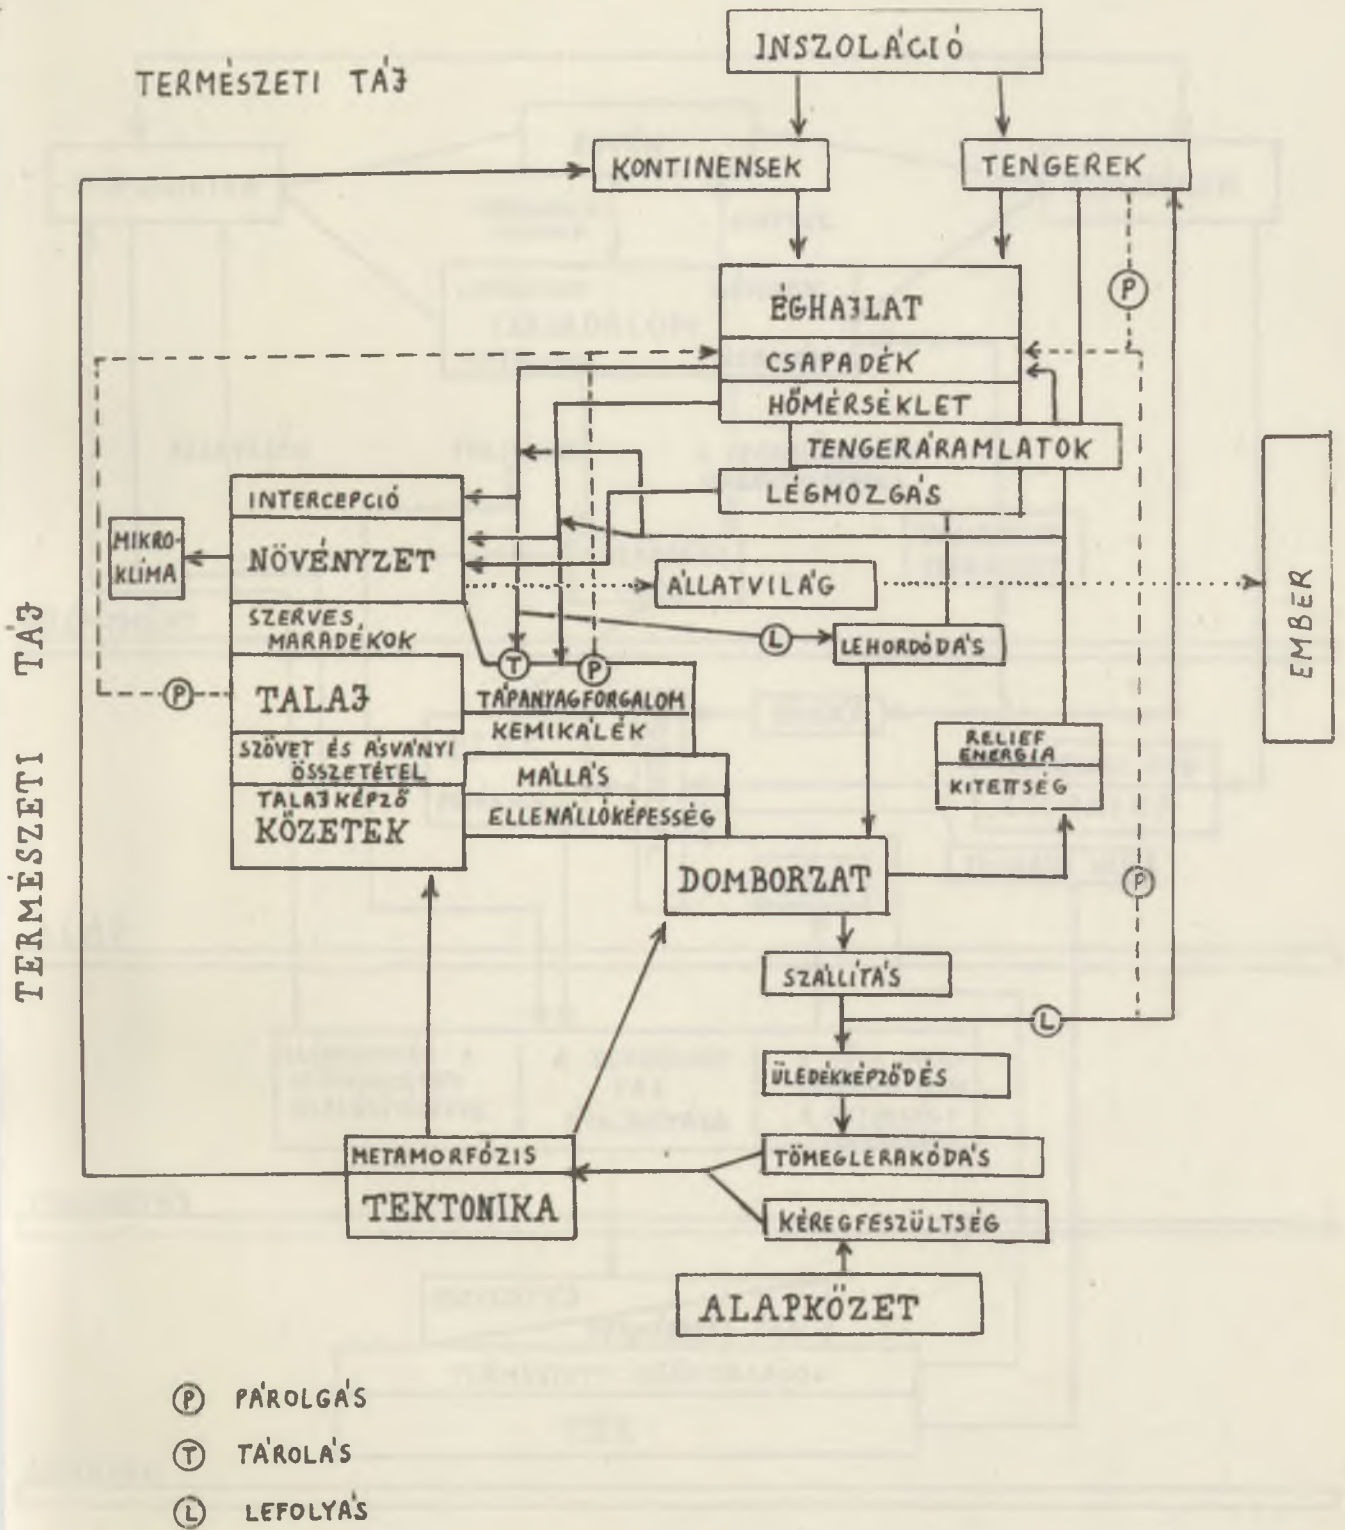 TERMÉSZETI TÁJ
INSZOLÁCIÓ
KONTINENSEK
TENGEREK
ÉGHAJLAT
CSAPADÉK
HŐMÉRSÉKLET
TENGERÁRAMLATOK
LÉGMOZGÁS
P
INTERCEPCIÓ
NÖVÉNYZET
MIKRO-
KLÍMA
ÁLLATVILÁG
EMBER
SZERVES
MARADÉKOK
L
LEHORDÓDÁS
T
P
P
TALAJ
TÁPANYAGFORGALOM
KEMIKÁLÉK
SZÖVET ÉS ÁSVÁNYI
ÖSSZETÉTEL
MÁLLÁS
TALAJKÉPZŐ
KŐZETEK
ELLENÁLLÓKÉPESSÉG
RELIEF
ENERGIA
KITETTSÉG
DOMBORZAT
P
TERMÉSZETI TÁJ
SZÁLLÍTÁS
L
ÜLEDÉKKÉPZŐDÉS
METAMORFÓZIS
TEKTONIKA
TÖMEGLERAKÓDÁS
KÉREGFESZÜLTSÉG
ALAPKŐZET
P PÁROLGÁS
T TÁROLÁS
L LEFOLYÁS